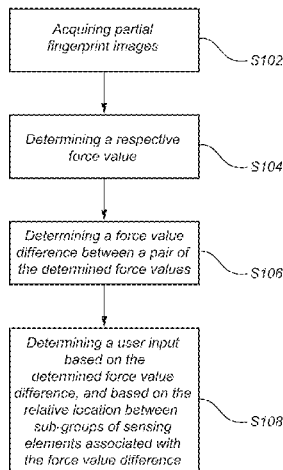 Acquiring partial
fingerprint images
S102
Determining a respective
force value
S104
Determining a force value
difference between a pair of
the determined force values
S106
Determining a user input
based on the
determined force value
difference, and based on the
relative location between
sub-groups of sensing
elements associated with
the force value difference
S108